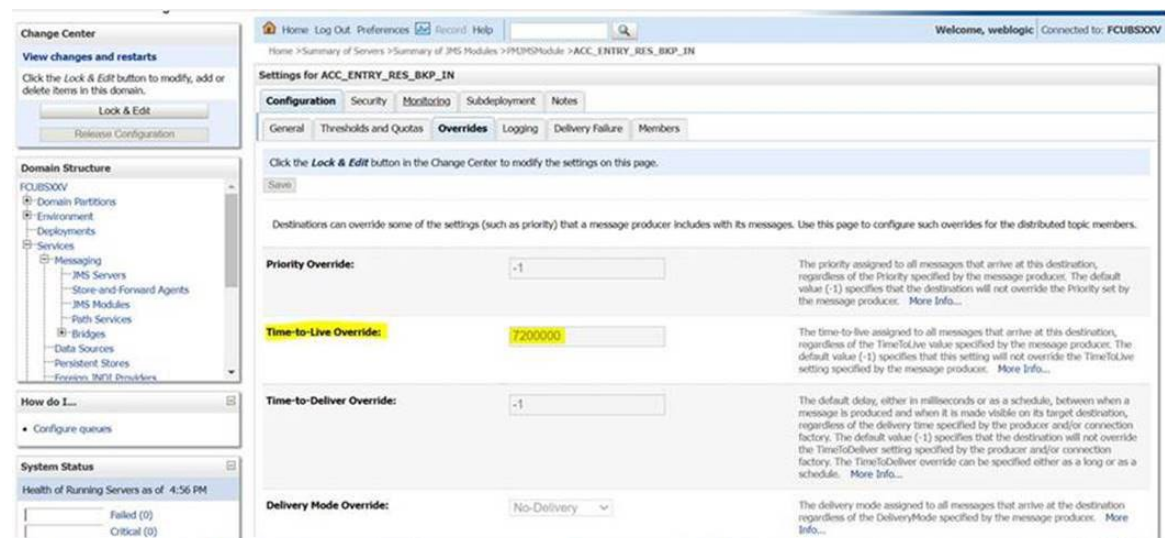 Change Center
View changes and restarts
Click the Lock & Edit button to modify, add or
delete items in this domain.
Lock & Edit
Release Configuration
Domain Structure
FCUBSXXV
Domain Partitions
Environment
Deployments
Services
Messaging
JMS Servers
Store-and-Forward Agents
JMS Modules
Path Services
Bridges
Data Sources
Persistent Stores
Foreign JNDI Providers
How do I...
Configure queues
System Status
Health of Running Servers as of 4:56 PM
Failed (0)
Critical (0)
Home Log Out Preferences Record Help
Welcome, weblogic Connected to: FCUBSXXV
Home >Summary of Servers >Summary of JMS Modules >PMJMSModule >ACC_ENTRY_RES_BKP_IN
Settings for ACC_ENTRY_RES_BKP_IN
Configuration Security Monitoring Subdeployment Notes
General Thresholds and Quotas Overrides Logging Delivery Failure Members
Click the Lock & Edit button in the Change Center to modify the settings on this page.
Save
Destinations can override some of the settings (such as priority) that a message producer includes with its messages. Use this page to configure such overrides for the distributed topic members.
Priority Override:
-1
The priority assigned to all messages that arrive at this destination,
regardless of the Priority specified by the message producer. The default
value (-1) specifies that the destination will not override the Priority set by
the message producer. More Info...
Time-to-Live Override:
7200000
The time-to-live assigned to all messages that arrive at this destination,
regardless of the TimeToLive value specified by the message producer. The
default value (-1) specifies that this setting will not override the TimeToLive
setting specified by the message producer. More Info...
Time-to-Deliver Override:
-1
The default delay, either in milliseconds or as a schedule, between when a
message is produced and when it is made visible on its target destination,
regardless of the delivery time specified by the producer and/or connection
factory. The default value (-1) specifies that the destination will not override
the TimeToDeliver setting specified by the producer and/or connection
factory. The TimeToDeliver override can be specified either as a long or as a
schedule. More Info...
Delivery Mode Override:
No-Delivery
The delivery mode assigned to all messages that arrive at the destination
regardless of the DeliveryMode specified by the message producer. More
Info...